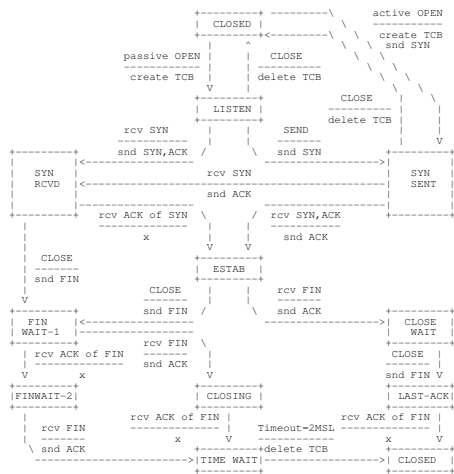 active OPEN
CLOSED
create TCB
snd SYN
passive OPEN CLOSE
create TCB delete TCB
LISTEN
CLOSE
delete TCB
rcv SYN SEND
snd SYN,ACK snd SYN
SYN RCVD
rcv SYN
snd ACK
SYN SENT
rcv ACK of SYN rcv SYN,ACK
x snd ACK
CLOSE
snd FIN
ESTAB
CLOSE rcv FIN
snd FIN snd ACK
FIN WAIT-1
CLOSE WAIT
rcv FIN
snd ACK
rcv ACK of FIN
x
CLOSE
snd FIN
FINWAIT-2 CLOSING LAST-ACK
rcv ACK of FIN rcv ACK of FIN
rcv FIN x Timeout=2MSL x
snd ACK delete TCB
TIME WAIT CLOSED